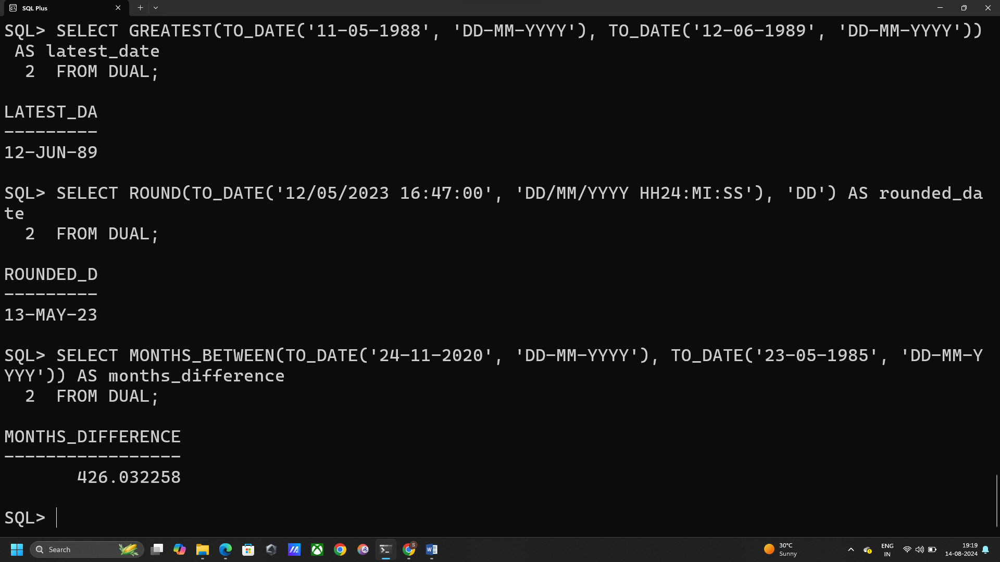 SQL Plus
SQL> SELECT GREATEST(TO_DATE('11-05-1988', 'DD-MM-YYYY'), TO_DATE('12-06-1989', 'DD-MM-YYYY'))
 AS latest_date
  2  FROM DUAL;
LATEST_DA
---------
12-JUN-89
SQL> SELECT ROUND(TO_DATE('12/05/2023 16:47:00', 'DD/MM/YYYY HH24:MI:SS'), 'DD') AS rounded_da
te
  2  FROM DUAL;
ROUNDED_D
---------
13-MAY-23
SQL> SELECT MONTHS_BETWEEN(TO_DATE('24-11-2020', 'DD-MM-YYYY'), TO_DATE('23-05-1985', 'DD-MM-Y
YYY')) AS months_difference
  2  FROM DUAL;
MONTHS_DIFFERENCE
-----------------
       426.032258
SQL>
Search
S
30°C
Sunny
ENG
IN
19:19
14-08-2024